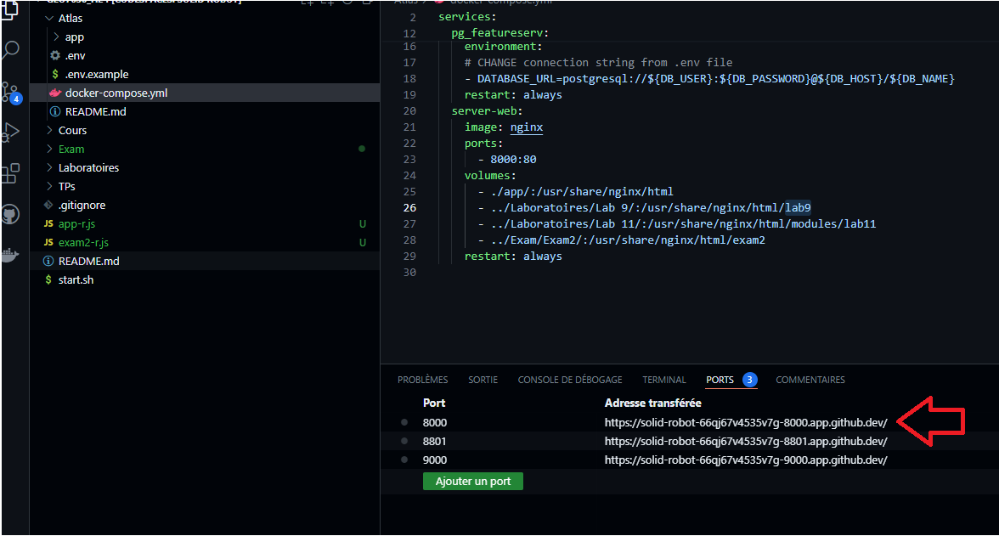 Atlas
app
.env
$ .env.example
docker-compose.yml
README.md
Cours
Exam
Laboratoires
TPs
.gitignore
JS app-r.js U
JS exam2-r.js U
README.md
$ start.sh
4
2 services:
12 pg_featureserv:
16 environment:
17 # CHANGE connection string from .env file
18 - DATABASE_URL=postgresql://${DB_USER}:${DB_PASSWORD}@${DB_HOST}/${DB_NAME}
19 restart: always
20 server-web:
21 image: nginx
22 ports:
23 - 8000:80
24 volumes:
25 - ./app/:/usr/share/nginx/html
26 - ../Laboratoires/Lab 9/:/usr/share/nginx/html/lab9
27 - ../Laboratoires/Lab 11/:/usr/share/nginx/html/modules/lab11
28 - ../Exam/Exam2/:/usr/share/nginx/html/exam2
29 restart: always
30
PROBLÈMES SORTIE CONSOLE DE DÉBOGAGE TERMINAL PORTS 3 COMMENTAIRES
Port Adresse transférée
8000 https://solid-robot-66qj67v4535v7g-8000.app.github.dev/
8801 https://solid-robot-66qj67v4535v7g-8801.app.github.dev/
9000 https://solid-robot-66qj67v4535v7g-9000.app.github.dev/
Ajouter un port